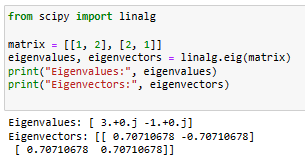 from scipy import linalg
matrix = [[1, 2], [2, 1]]
eigenvalues, eigenvectors = linalg.eig(matrix)
print("Eigenvalues:", eigenvalues)
print("Eigenvectors:", eigenvectors)
Eigenvalues: [ 3.+0.j -1.+0.j]
Eigenvectors: [[ 0.70710678 -0.70710678]
 [ 0.70710678  0.70710678]]